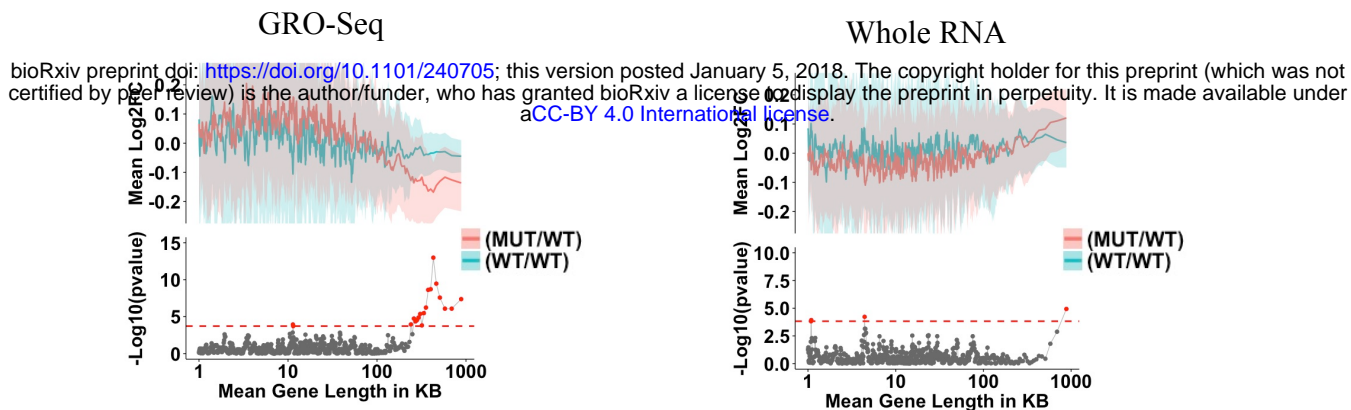 GRO-Seq
Whole RNA
bioRxiv preprint doi: https://doi.org/10.1101/240705; this version posted January 5, 2018. The copyright holder for this preprint (which was not
certified by peer review) is the author/funder, who has granted bioRxiv a license to display the preprint in perpetuity. It is made available under
aCC-BY 4.0 International license.
Mean Log2FC
0.2
0.1
0.0
-0.1
-0.2
-Log10(pvalue)
15
10
5
0
1 10 100 1000
Mean Gene Length in KB
(MUT/WT)
(WT/WT)
Mean Log2FC
0.2
0.1
0.0
-0.1
-0.2
-Log10(pvalue)
10.0
7.5
5.0
2.5
0.0
1 10 100 1000
Mean Gene Length in KB
(MUT/WT)
(WT/WT)